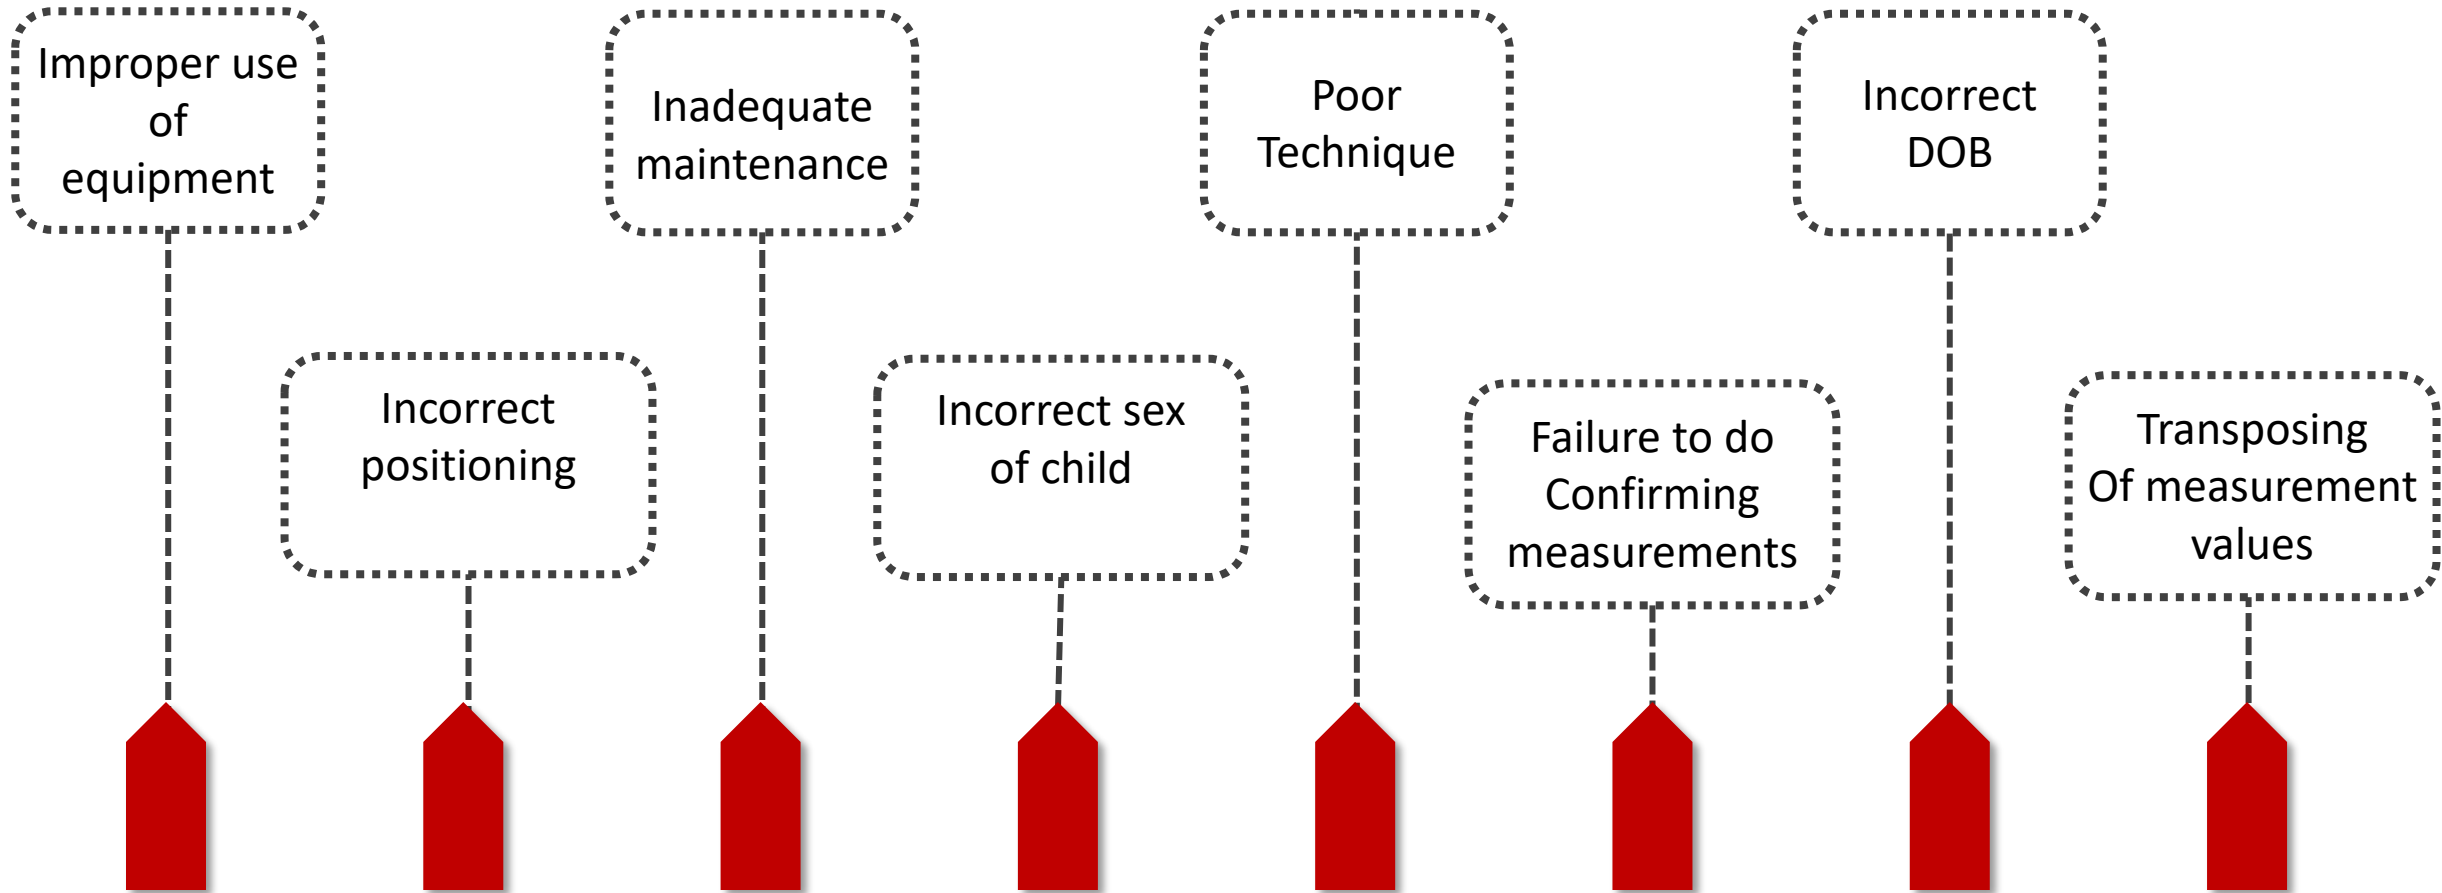 Improper use
of
equipment
Incorrect
positioning
Inadequate
maintenance
Incorrect sex
of child
Poor
Technique
Failure to do
Confirming
measurements
Incorrect
DOB
Transposing
Of measurement
values